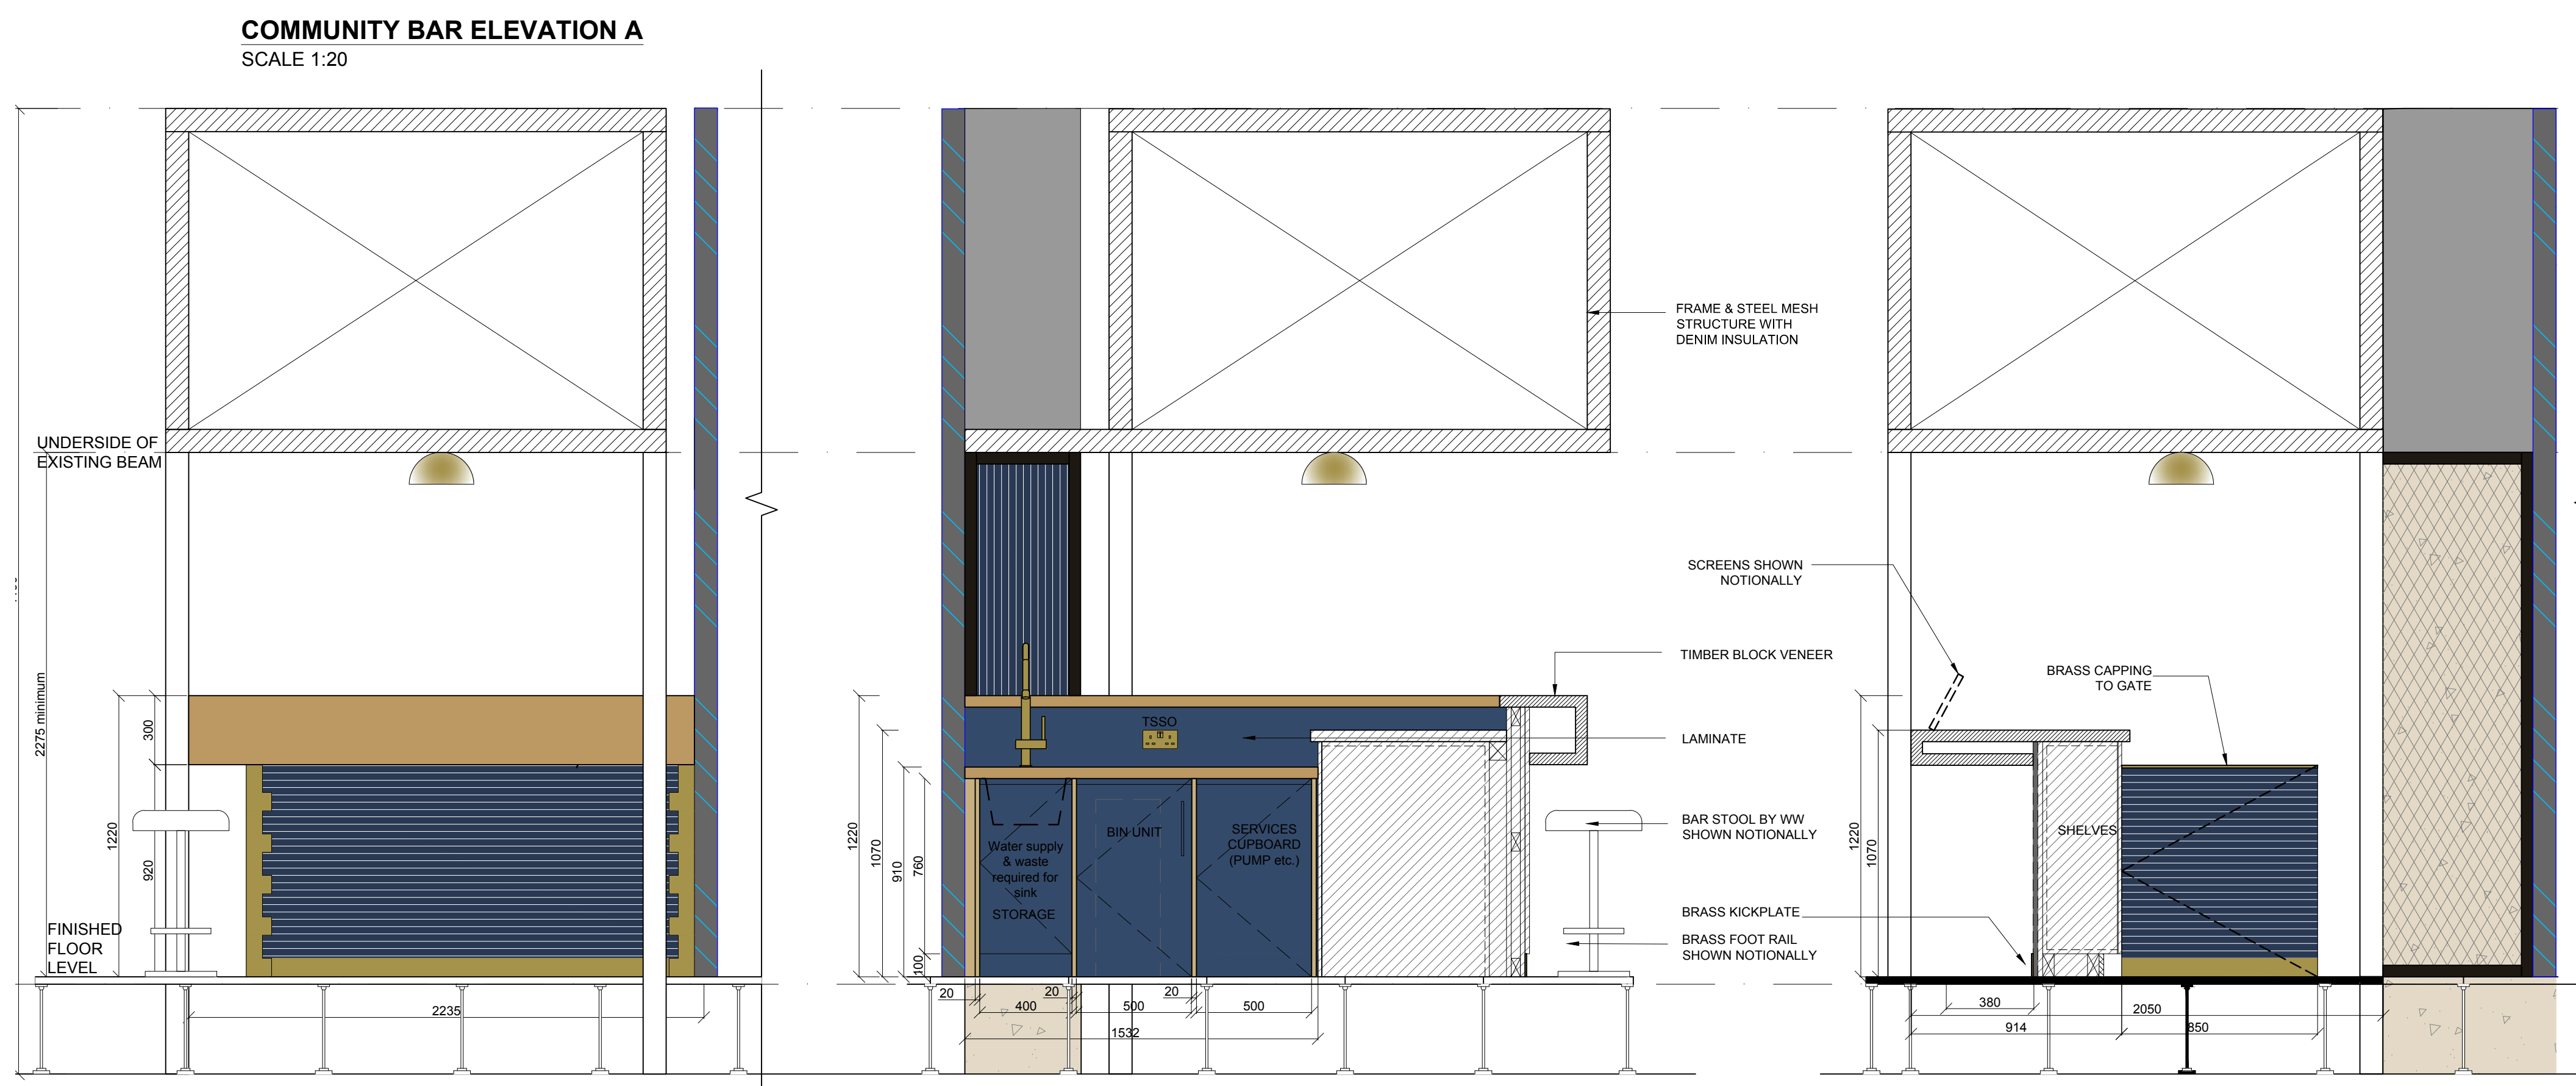 COMMUNITY BAR ELEVATION A
SCALE 1:20
UNDERSIDE OF
EXISTING BEAM
2275 minimum
300
1220
920
FINISHED
FLOOR
LEVEL
2235
FRAME & STEEL MESH
STRUCTURE WITH
DENIM INSULATION
TIMBER BLOCK VENEER
TSSO
LAMINATE
1220
1070
910
760
100
BIN UNIT
SERVICES
CUPBOARD
(PUMP etc.)
Water supply
& waste
required for
sink
STORAGE
BAR STOOL BY WW
SHOWN NOTIONALLY
BRASS KICKPLATE
BRASS FOOT RAIL
SHOWN NOTIONALLY
20
20
20
400
500
500
1532
SCREENS SHOWN
NOTIONALLY
BRASS CAPPING
TO GATE
SHELVES
1220
1070
380
2050
914
850